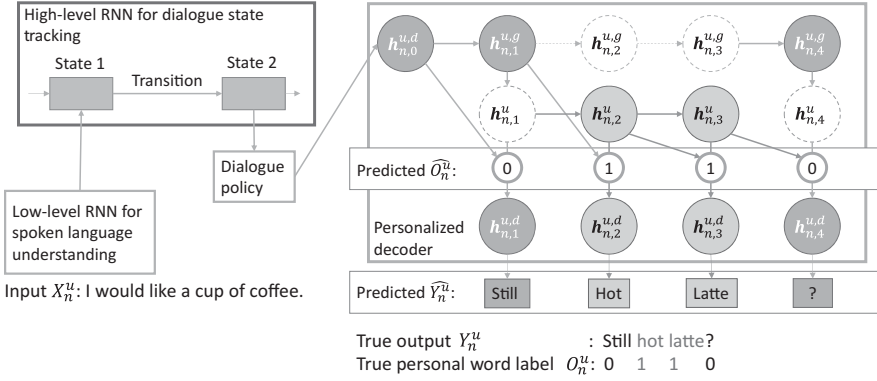 High-level RNN for dialogue state
tracking
State 1
State 2
Transition
Dialogue
policy
Low-level RNN for
spoken language
understanding
Input X_n^u: I would like a cup of coffee.
h_{n,0}^{u,d} h_{n,1}^{u,g} h_{n,2}^{u,g} h_{n,3}^{u,g} h_{n,4}^{u,g}
h_{n,1}^u h_{n,2}^u h_{n,3}^u h_{n,4}^u
Predicted \widehat{O_n^u}: 0 1 1 0
Personalized
decoder
h_{n,1}^{u,d} h_{n,2}^{u,d} h_{n,3}^{u,d} h_{n,4}^{u,d}
Predicted \widehat{Y_n^u}: Still Hot Latte ?
True output Y_n^u : Still hot latte?
True personal word label O_n^u: 0 1 1 0